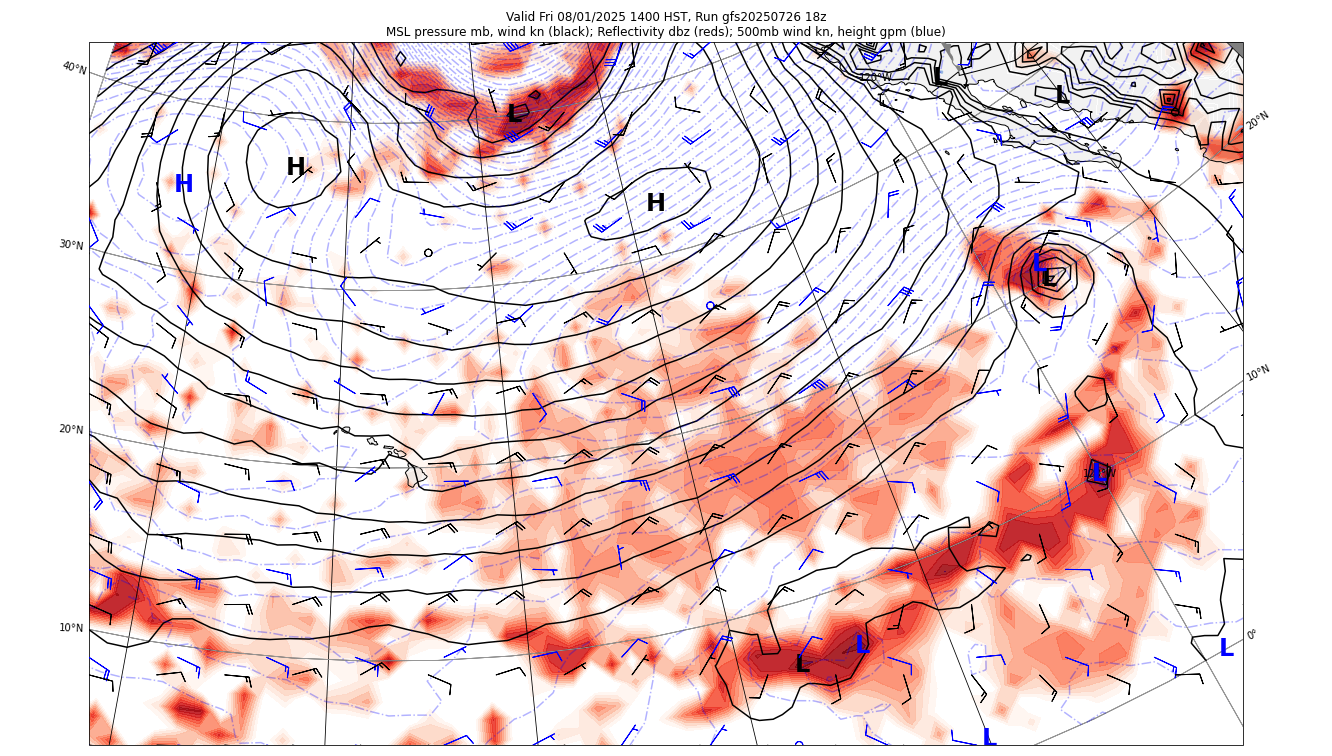 Valid Fri 08/01/2025 1400 HST, Run gfs20250726 18z
MSL pressure mb, wind kn (black); Reflectivity dbz (reds); 500mb wind kn, height gpm (blue)
40°N
120°W
L
L
20°N
L
H
H
H
30°N
L
L
10°N
20°N
L
10°N
0°
L
L
L
L